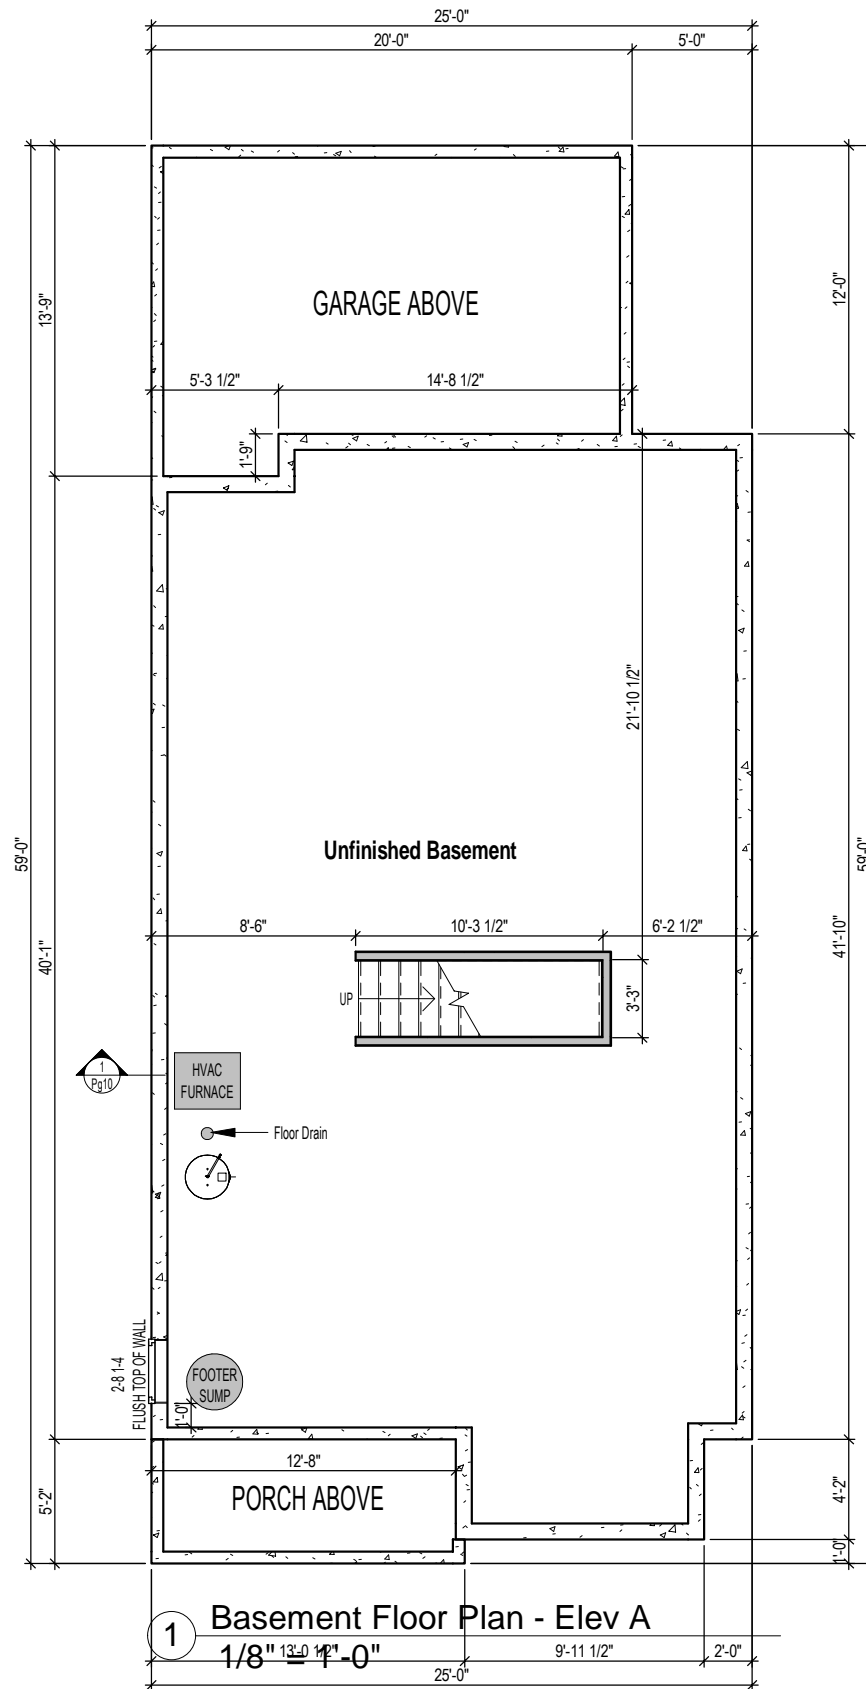 25'-0"
20'-0"
5'-0"
13'-9"
12'-0"
GARAGE ABOVE
5'-3 1/2"
14'-8 1/2"
1'-9"
21'-10 1/2"
59'-0"
Unfinished Basement
59'-0"
8'-6"
10'-3 1/2"
6'-2 1/2"
40'-1"
41'-10"
UP
3'-3"
1
Pg10
HVAC
FURNACE
Floor Drain
2-8 1-4
FLUSH TOP OF WALL
FOOTER
SUMP
1'-0"
12'-8"
PORCH ABOVE
5'-2"
4'-2"
1'-0"
1
Basement Floor Plan - Elev A
1/8" = 1'-0"
13'-0 1/2"
9'-11 1/2"
2'-0"
25'-0"